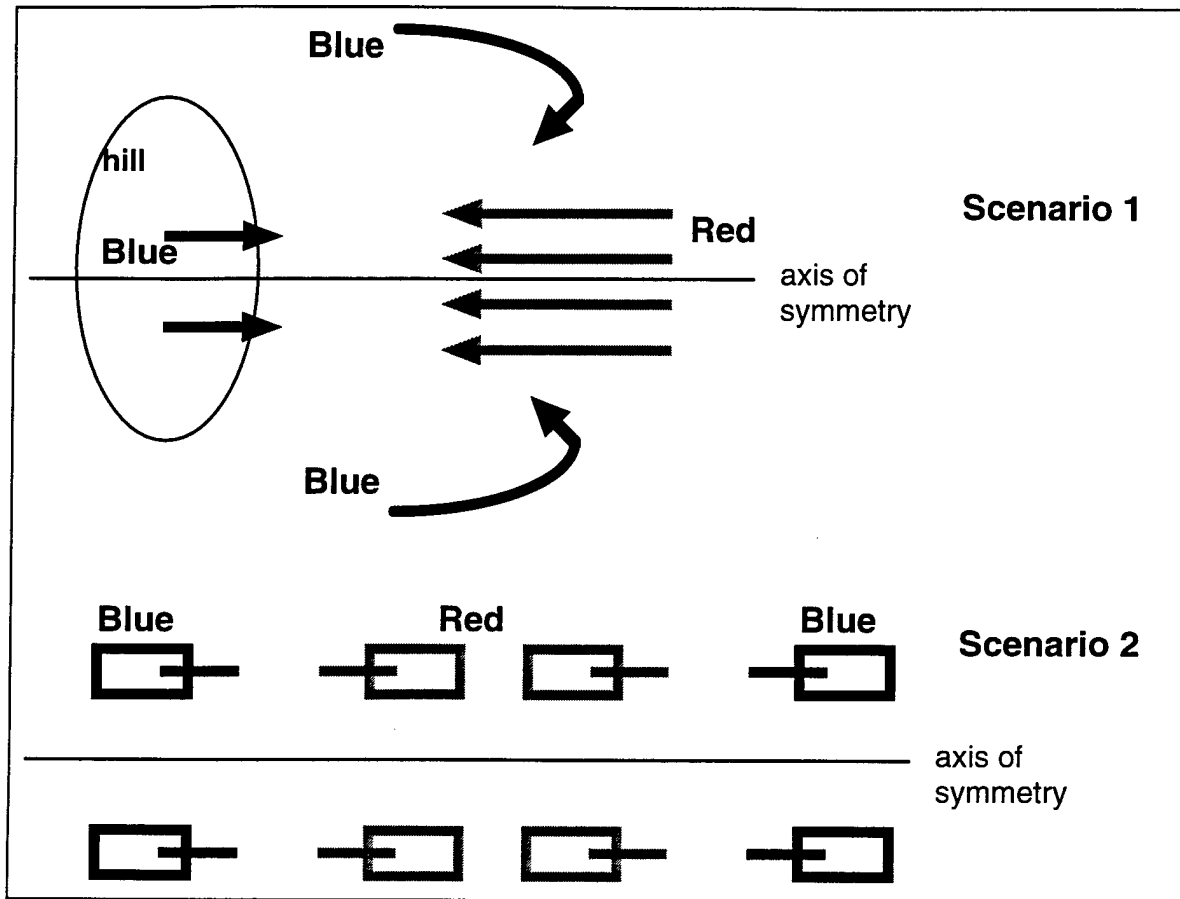 Blue
hill
Scenario 1
Blue
Red
axis of
symmetry
Blue
Blue
Red
Blue
Scenario 2
axis of
symmetry